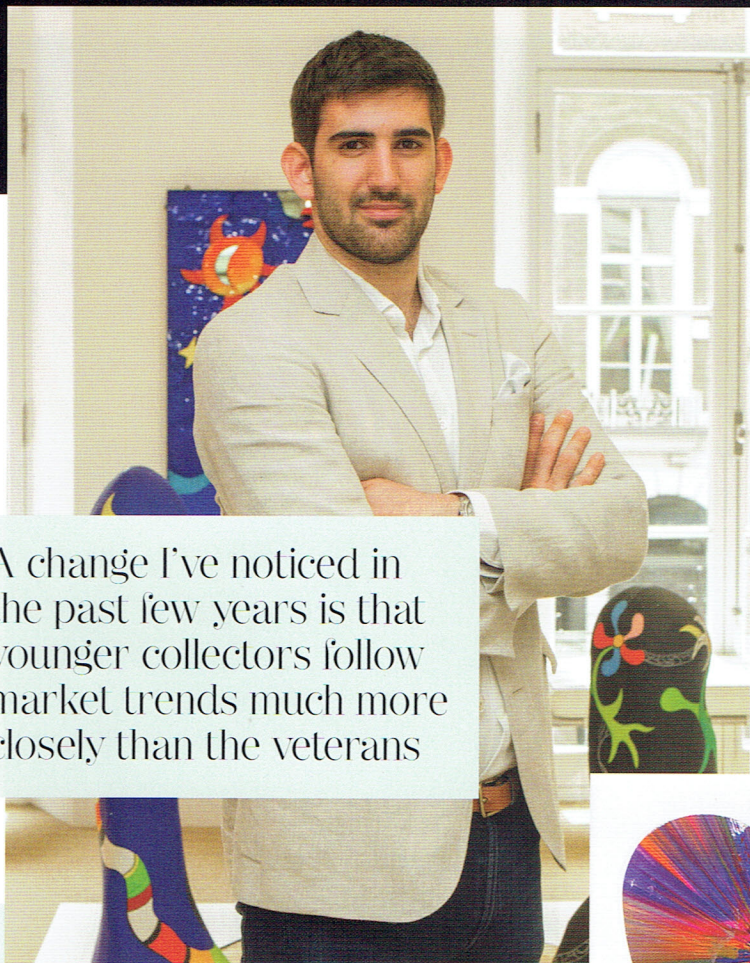 A change I've noticed in
the past few years is that
younger collectors follow
market trends much more
closely than the veterans